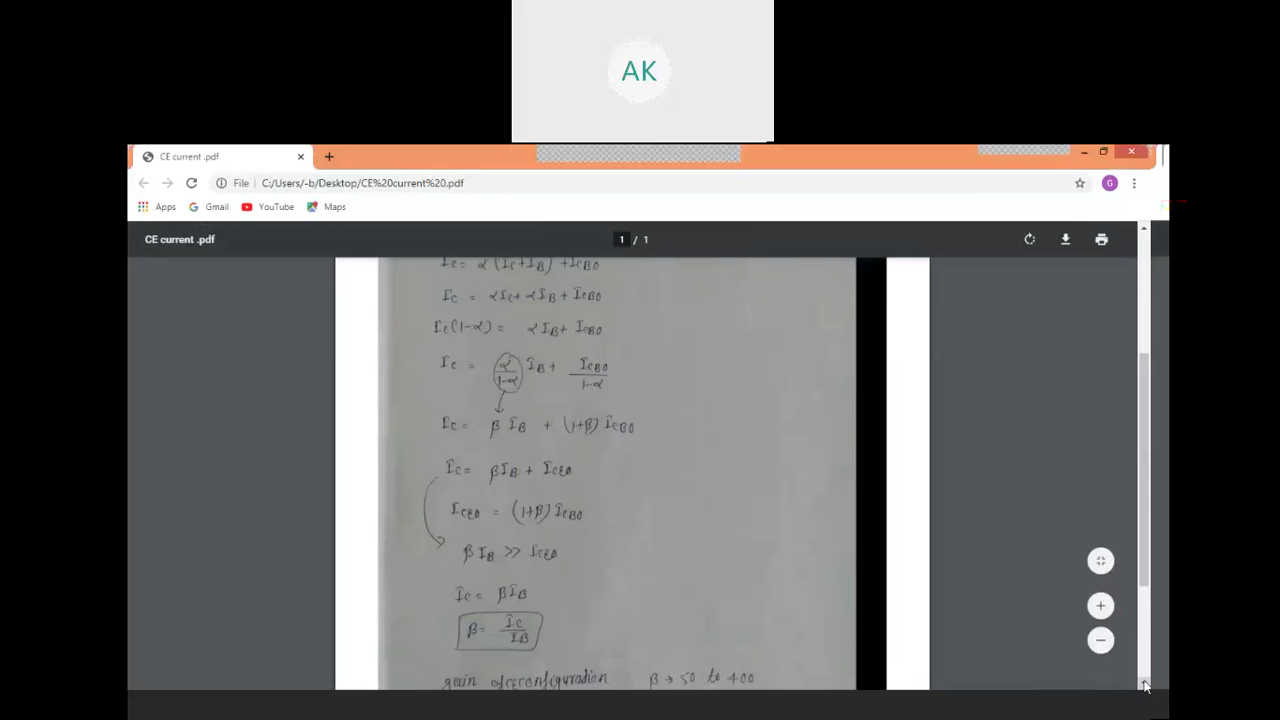 AK
CE current .pdf
File C:/Users/-b/Desktop/CE%20current%20.pdf
G
Apps Gmail YouTube Maps
CE current .pdf 1 / 1
Ic = α (Ic+IB) + ICBO
Ic = αIc + αIB + ICBO
Ic(1-α) = αIB + ICBO
Ic = α/1-α IB + ICBO/1-α
Ic = β IB + (1+β) ICBO
Ic = βIB + ICEO
ICEO = (1+β) ICBO
βIB >> ICEO
Ic = βIB
β = Ic/IB
gain of CE configuration β → 50 to 400